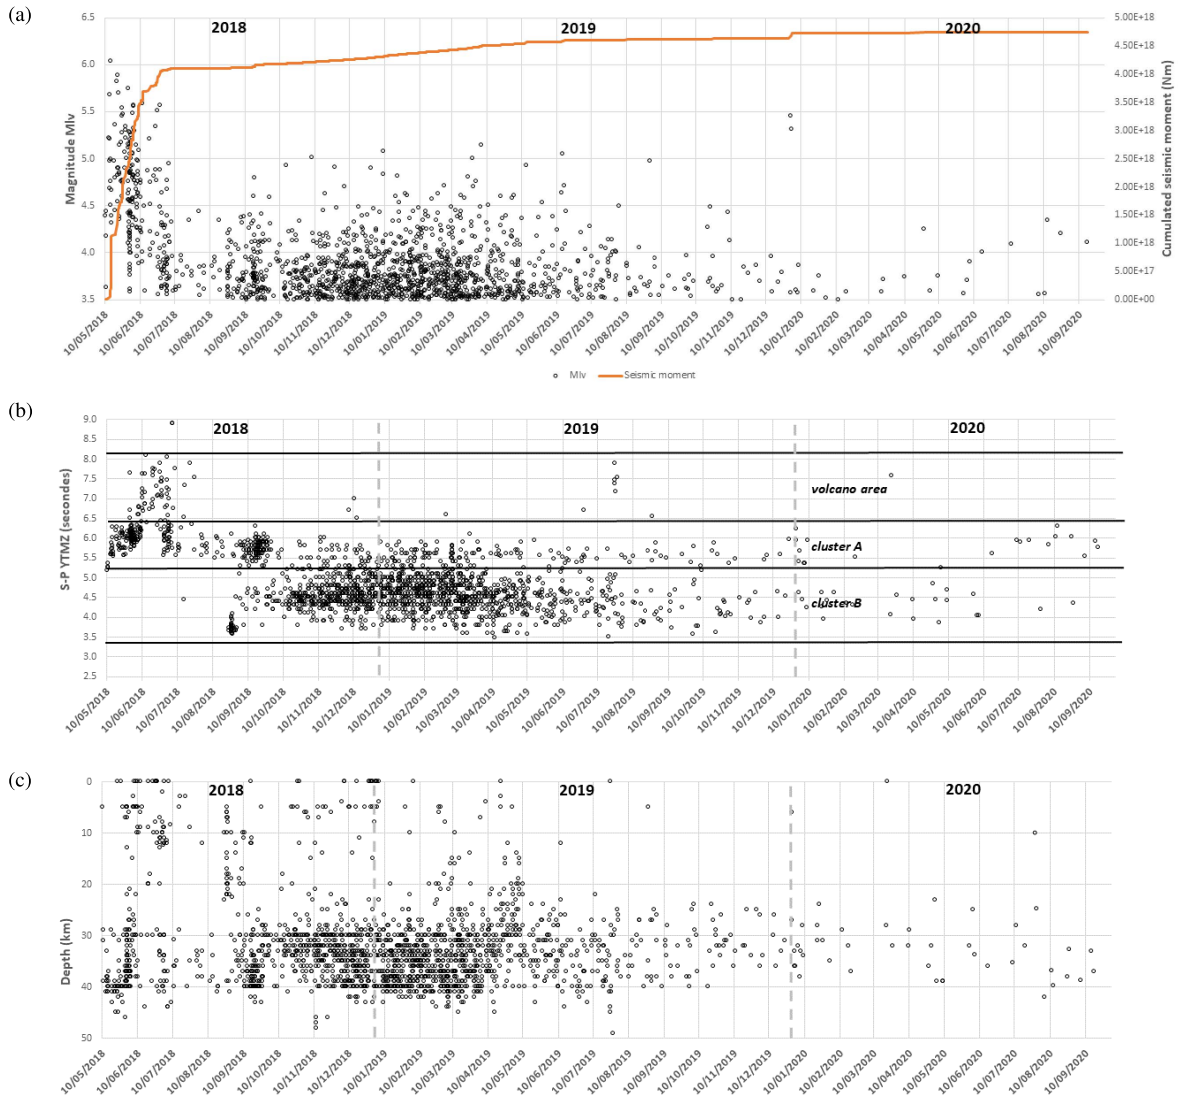 (a)
2018
2019
2020
Magnitude Mlv
6.5
6.0
5.5
5.0
4.5
4.0
3.5
5.00E+18
4.50E+18
4.00E+18
3.50E+18
3.00E+18
2.50E+18
2.00E+18
1.50E+18
1.00E+18
5.00E+17
0.00E+00
Cumulated seismic moment (Nm)
10/05/2018 10/06/2018 10/07/2018 10/08/2018 10/09/2018 10/10/2018 10/11/2018 10/12/2018 10/01/2019 10/02/2019 10/03/2019 10/04/2019 10/05/2019 10/06/2019 10/07/2019 10/08/2019 10/09/2019 10/10/2019 10/11/2019 10/12/2019 10/01/2020 10/02/2020 10/03/2020 10/04/2020 10/05/2020 10/06/2020 10/07/2020 10/08/2020 10/09/2020
Mlv Seismic moment
(b)
2018
2019
2020
S-P YTMZ (secondes)
9.0
8.5
8.0
7.5
7.0
6.5
6.0
5.5
5.0
4.5
4.0
3.5
3.0
2.5
volcano area
cluster A
cluster B
10/05/2018 10/06/2018 10/07/2018 10/08/2018 10/09/2018 10/10/2018 10/11/2018 10/12/2018 10/01/2019 10/02/2019 10/03/2019 10/04/2019 10/05/2019 10/06/2019 10/07/2019 10/08/2019 10/09/2019 10/10/2019 10/11/2019 10/12/2019 10/01/2020 10/02/2020 10/03/2020 10/04/2020 10/05/2020 10/06/2020 10/07/2020 10/08/2020 10/09/2020
(c)
2018
2019
2020
Depth (km)
0
10
20
30
40
50
10/05/2018 10/06/2018 10/07/2018 10/08/2018 10/09/2018 10/10/2018 10/11/2018 10/12/2018 10/01/2019 10/02/2019 10/03/2019 10/04/2019 10/05/2019 10/06/2019 10/07/2019 10/08/2019 10/09/2019 10/10/2019 10/11/2019 10/12/2019 10/01/2020 10/02/2020 10/03/2020 10/04/2020 10/05/2020 10/06/2020 10/07/2020 10/08/2020 10/09/2020